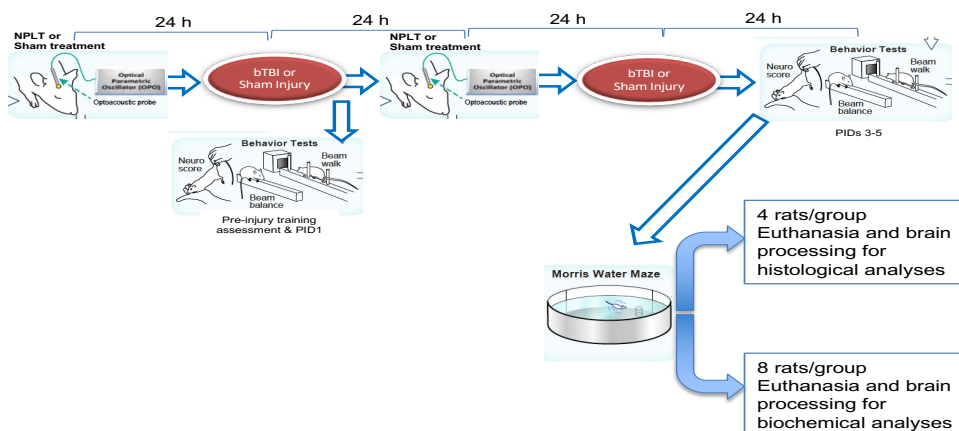 24 h
24 h
24 h
24 h
NPLT or
Sham treatment
Optical
Parametric
Oscillator (OPO)
Optoacoustic probe
bTBI or
Sham Injury
NPLT or
Sham treatment
Optical
Parametric
Oscillator (OPO)
Optoacoustic probe
bTBI or
Sham Injury
Behavior Tests
Neuro
score
Beam
walk
Beam
balance
PIDs 3-5
Behavior Tests
Neuro
score
Beam
walk
Beam
balance
Pre-injury training
assessment & PID1
Morris Water Maze
4 rats/group
Euthanasia and brain
processing for
histological analyses
8 rats/group
Euthanasia and brain
processing for
biochemical analyses